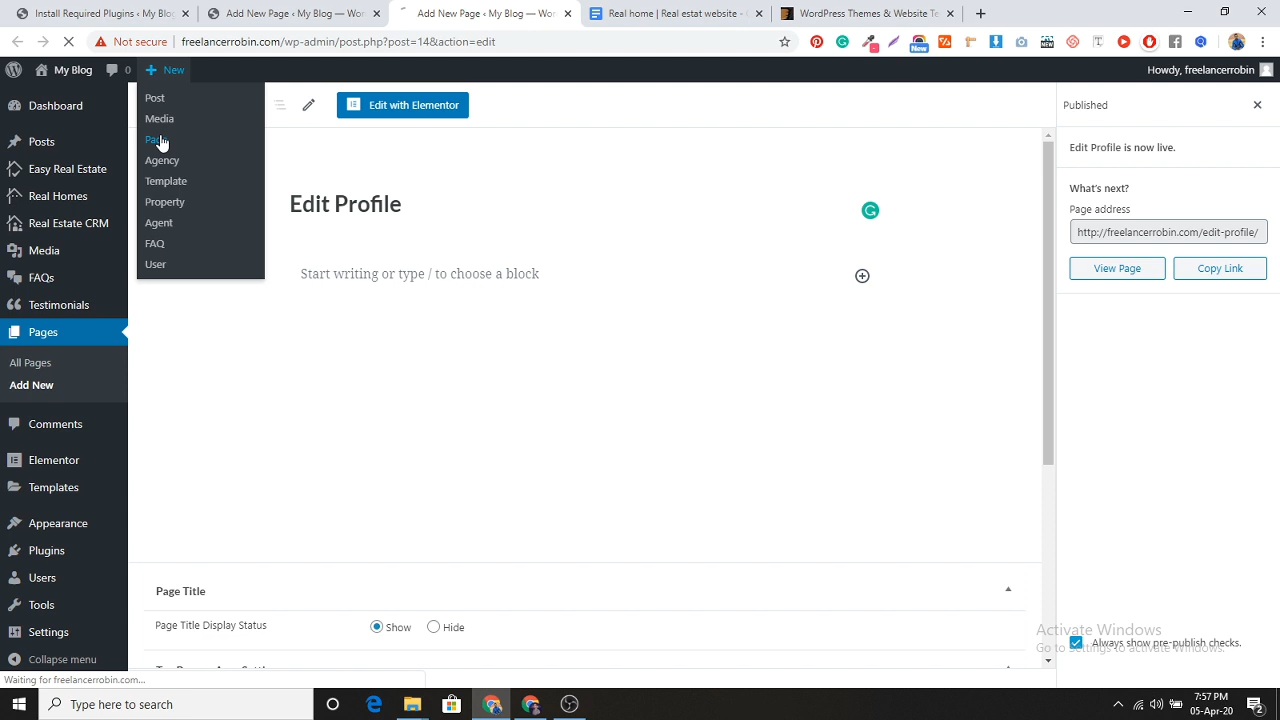 Install Required Plugins ‹ My Blo
Add New Page ‹ My Blog — Wor
Add New Page ‹ My Blog — Wor
Real home | Real estat website -
WordPress Themes & Website Te
Not secure | freelancerrobin.com/wp-admin/post.php?post=14&action=edit
New
NEW
My Blog
0
New
Howdy, freelancerrobin
Dashboard
Post
Edit with Elementor
Published
Media
Posts
Page
Edit Profile is now live.
Easy Real Estate
Agency
Template
What's next?
Real Homes
Property
Edit Profile
Page address
Real Estate CRM
Agent
http://freelancerrobin.com/edit-profile/
Media
FAQ
FAQs
User
Start writing or type / to choose a block
View Page
Copy Link
Testimonials
Pages
All Pages
Add New
Comments
Elementor
Templates
Appearance
Plugins
Users
Page Title
Tools
Page Title Display Status
Show
Hide
Settings
Activate Windows
Always show pre-publish checks.
Go to Settings to activate Windows.
Collapse menu
Waiting for freelancerrobin.com...
Type here to search
7:57 PM
05-Apr-20
2